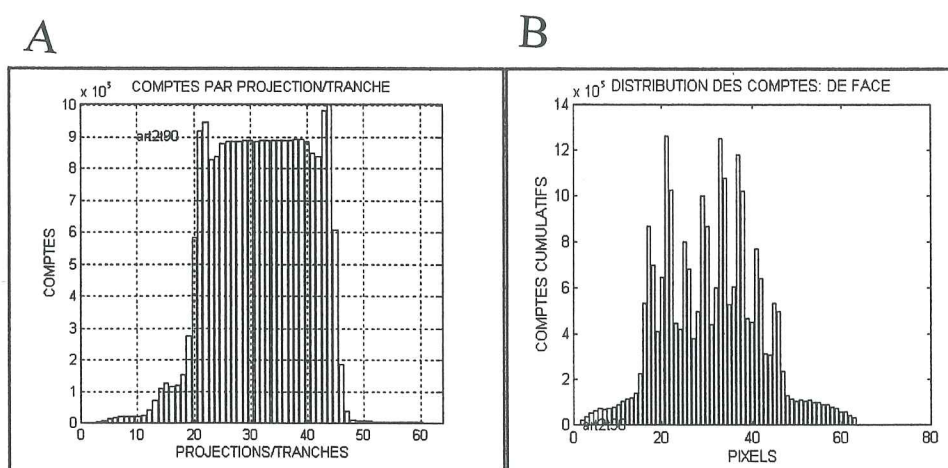 A
B
COMPTES PAR PROJECTION/TRANCHE
x 10⁵
10
9
8
7
6
5
4
3
2
1
0
art2t90
COMPTES
0 10 20 30 40 50 60
PROJECTIONS/TRANCHES
x 10⁵ DISTRIBUTION DES COMPTES: DE FACE
14
12
10
8
6
4
2
0
art2t90
COMPTES CUMULATIFS
0 20 40 60 80
PIXELS